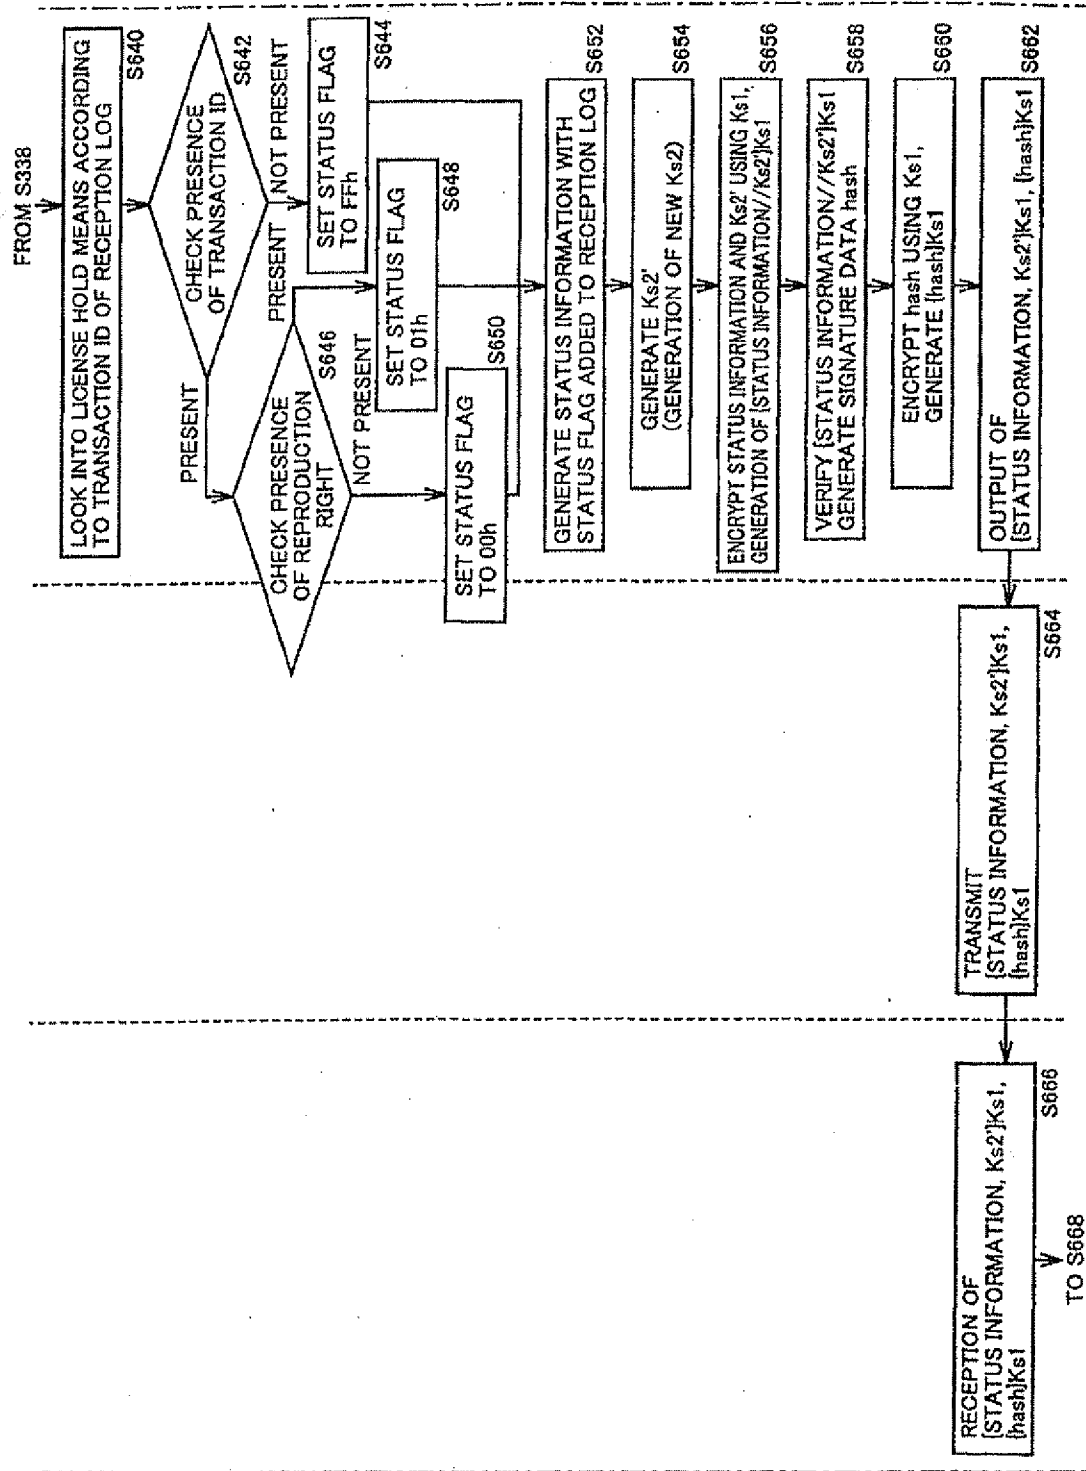 FROM S338
LOOK INTO LICENSE HOLD MEANS ACCORDING
TO TRANSACTION ID OF RECEPTION LOG
S640
CHECK PRESENCE
OF TRANSACTION ID
S642
PRESENT
NOT PRESENT
SET STATUS FLAG
TO FFh
S644
CHECK PRESENCE
OF REPRODUCTION
RIGHT
S646
PRESENT
NOT PRESENT
SET STATUS FLAG
TO 01h
S648
SET STATUS FLAG
TO 00h
S650
GENERATE STATUS INFORMATION WITH
STATUS FLAG ADDED TO RECEPTION LOG
S652
GENERATE Ks2'
(GENERATION OF NEW Ks2)
S654
ENCRYPT STATUS INFORMATION AND Ks2' USING Ks1,
GENERATION OF {STATUS INFORMATION//Ks2'}Ks1
S656
VERIFY {STATUS INFORMATION//Ks2'}Ks1
GENERATE SIGNATURE DATA hash
S658
ENCRYPT hash USING Ks1,
GENERATE {hash}Ks1
S660
OUTPUT OF
{STATUS INFORMATION, Ks2'}Ks1, {hash}Ks1
S662
TRANSMIT
{STATUS INFORMATION, Ks2'}Ks1,
{hash}Ks1
S664
RECEPTION OF
{STATUS INFORMATION, Ks2'}Ks1,
{hash}Ks1
S666
TO S668